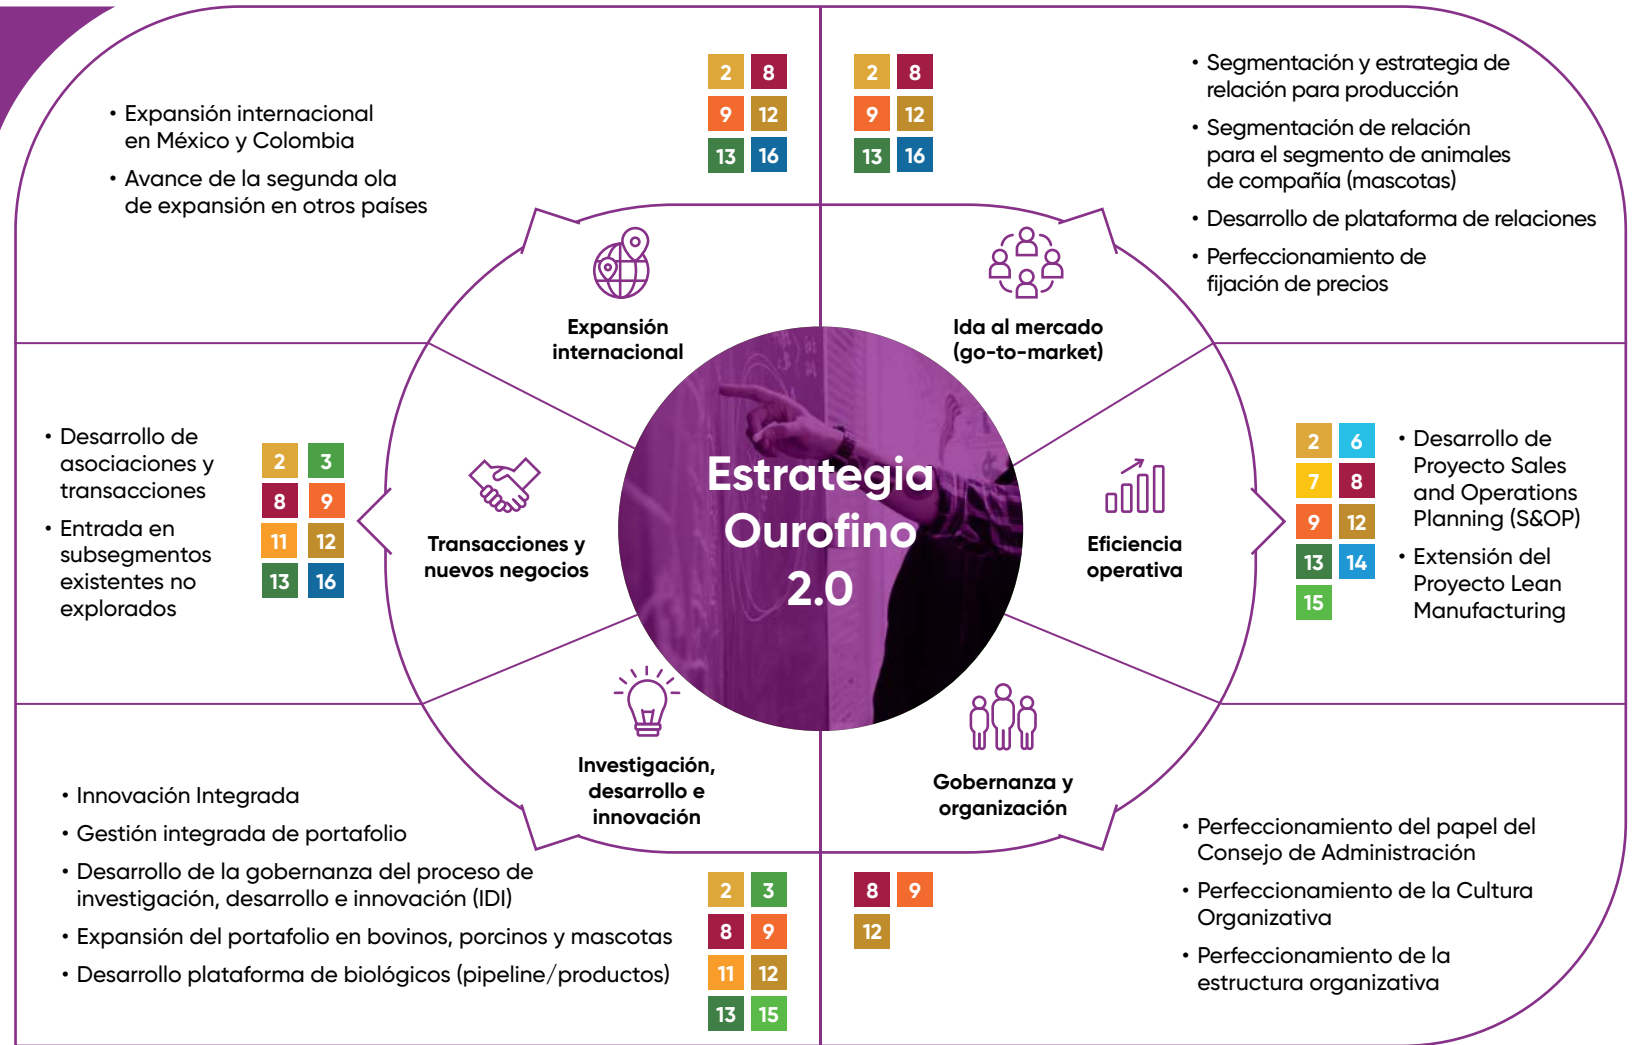 • Expansión internacional
en México y Colombia
• Avance de la segunda ola
de expansión en otros países
2 8
9 12
13 16
Expansión
internacional
2 8
9 12
13 16
• Segmentación y estrategia de
relación para producción
• Segmentación de relación
para el segmento de animales
de compañía (mascotas)
• Desarrollo de plataforma de relaciones
• Perfeccionamiento de
fijación de precios
Ida al mercado
(go-to-market)
• Desarrollo de
asociaciones y
transacciones
• Entrada en
subsegmentos
existentes no
explorados
2 3
8 9
11 12
13 16
Transacciones y
nuevos negocios
Estrategia
Ourofino
2.0
Eficiencia
operativa
2 6
7 8
9 12
13 14
15
• Desarrollo de
Proyecto Sales
and Operations
Planning (S&OP)
• Extensión del
Proyecto Lean
Manufacturing
Investigación,
desarrollo e
innovación
• Innovación Integrada
• Gestión integrada de portafolio
• Desarrollo de la gobernanza del proceso de
investigación, desarrollo e innovación (IDI)
• Expansión del portafolio en bovinos, porcinos y mascotas
• Desarrollo plataforma de biológicos (pipeline/productos)
2 3
8 9
11 12
13 15
Gobernanza y
organización
8 9
12
• Perfeccionamiento del papel del
Consejo de Administración
• Perfeccionamiento de la Cultura
Organizativa
• Perfeccionamiento de la
estructura organizativa